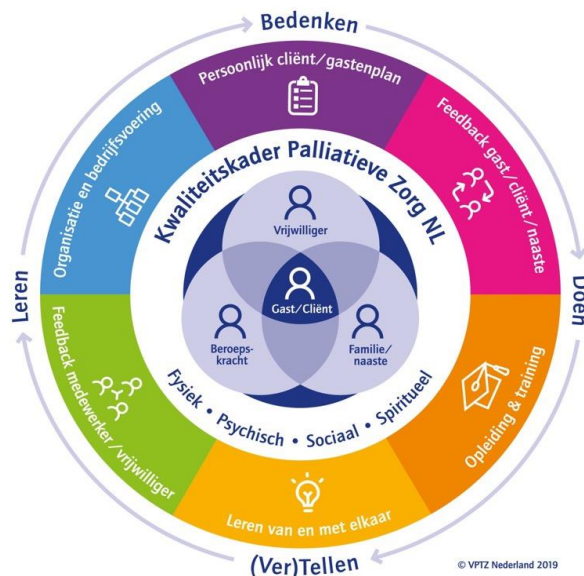 Bedenken
Doen
(Ver)Tellen
Leren
Persoonlijk cliënt/gastenplan
Feedback gast/cliënt/naaste
Opleiding & training
Leren van en met elkaar
Feedback medewerker/vrijwilliger
Organisatie en bedrijfsvoering
Kwaliteitskader Palliatieve Zorg NL
Vrijwilliger
Gast/Cliënt
Beroeps-
kracht
Familie/
naaste
Fysiek • Psychisch • Sociaal • Spiritueel
© VPTZ Nederland 2019